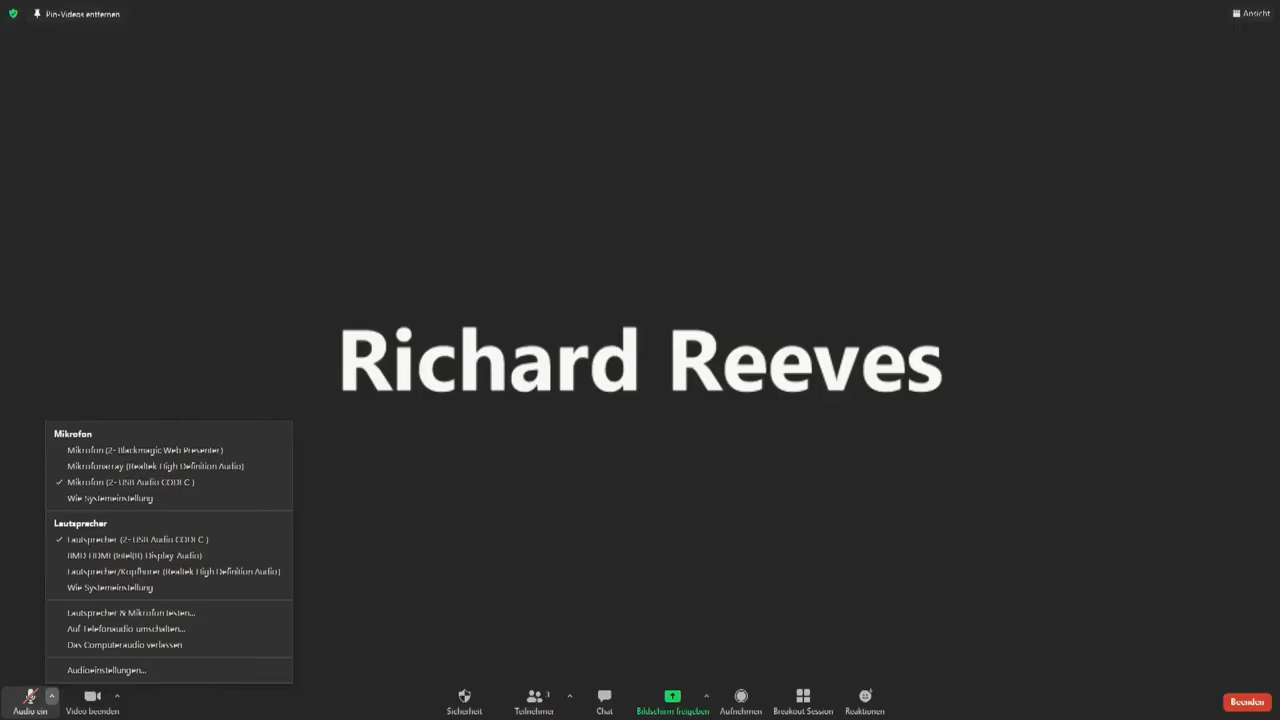 Pin-Videos entfernen
Ansicht
Richard Reeves
Mikrofon
Mikrofon (2- Blackmagic Web Presenter)
Mikrofonarray (Realtek High Definition Audio)
✓ Mikrofon (2- USB Audio CODEC )
Wie Systemeinstellung
Lautsprecher
✓ Lautsprecher (2- USB Audio CODEC )
BMD HDMI (Intel(R) Display Audio)
Lautsprecher/Kopfhörer (Realtek High Definition Audio)
Wie Systemeinstellung
Lautsprecher & Mikrofon testen...
Auf Telefonaudio umschalten...
Das Computeraudio verlassen
Audioeinstellungen...
Audio ein
Video beenden
Sicherheit
Teilnehmer
Chat
Bildschirm freigeben
Aufnehmen
Breakout Session
Reaktionen
Beenden